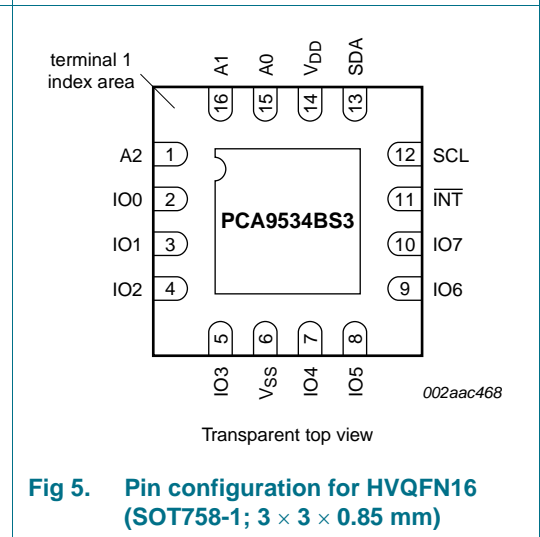 terminal 1
index area
A1
A0
VDD
SDA
16
15
14
13
A2 1
12 SCL
IO0 2
11 INT
IO1 3
10 IO7
IO2 4
9 IO6
PCA9534BS3
5
6
7
8
IO3
VSS
IO4
IO5
002aac468
Transparent top view
Fig 5. Pin configuration for HVQFN16
(SOT758-1; 3 × 3 × 0.85 mm)